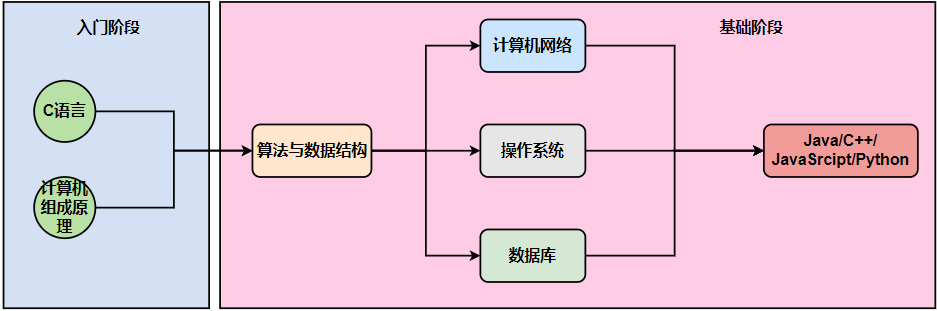 入门阶段
基础阶段
C语言
计算机
组成原
理
算法与数据结构
计算机网络
操作系统
数据库
Java/C++/
JavaSrcipt/Python